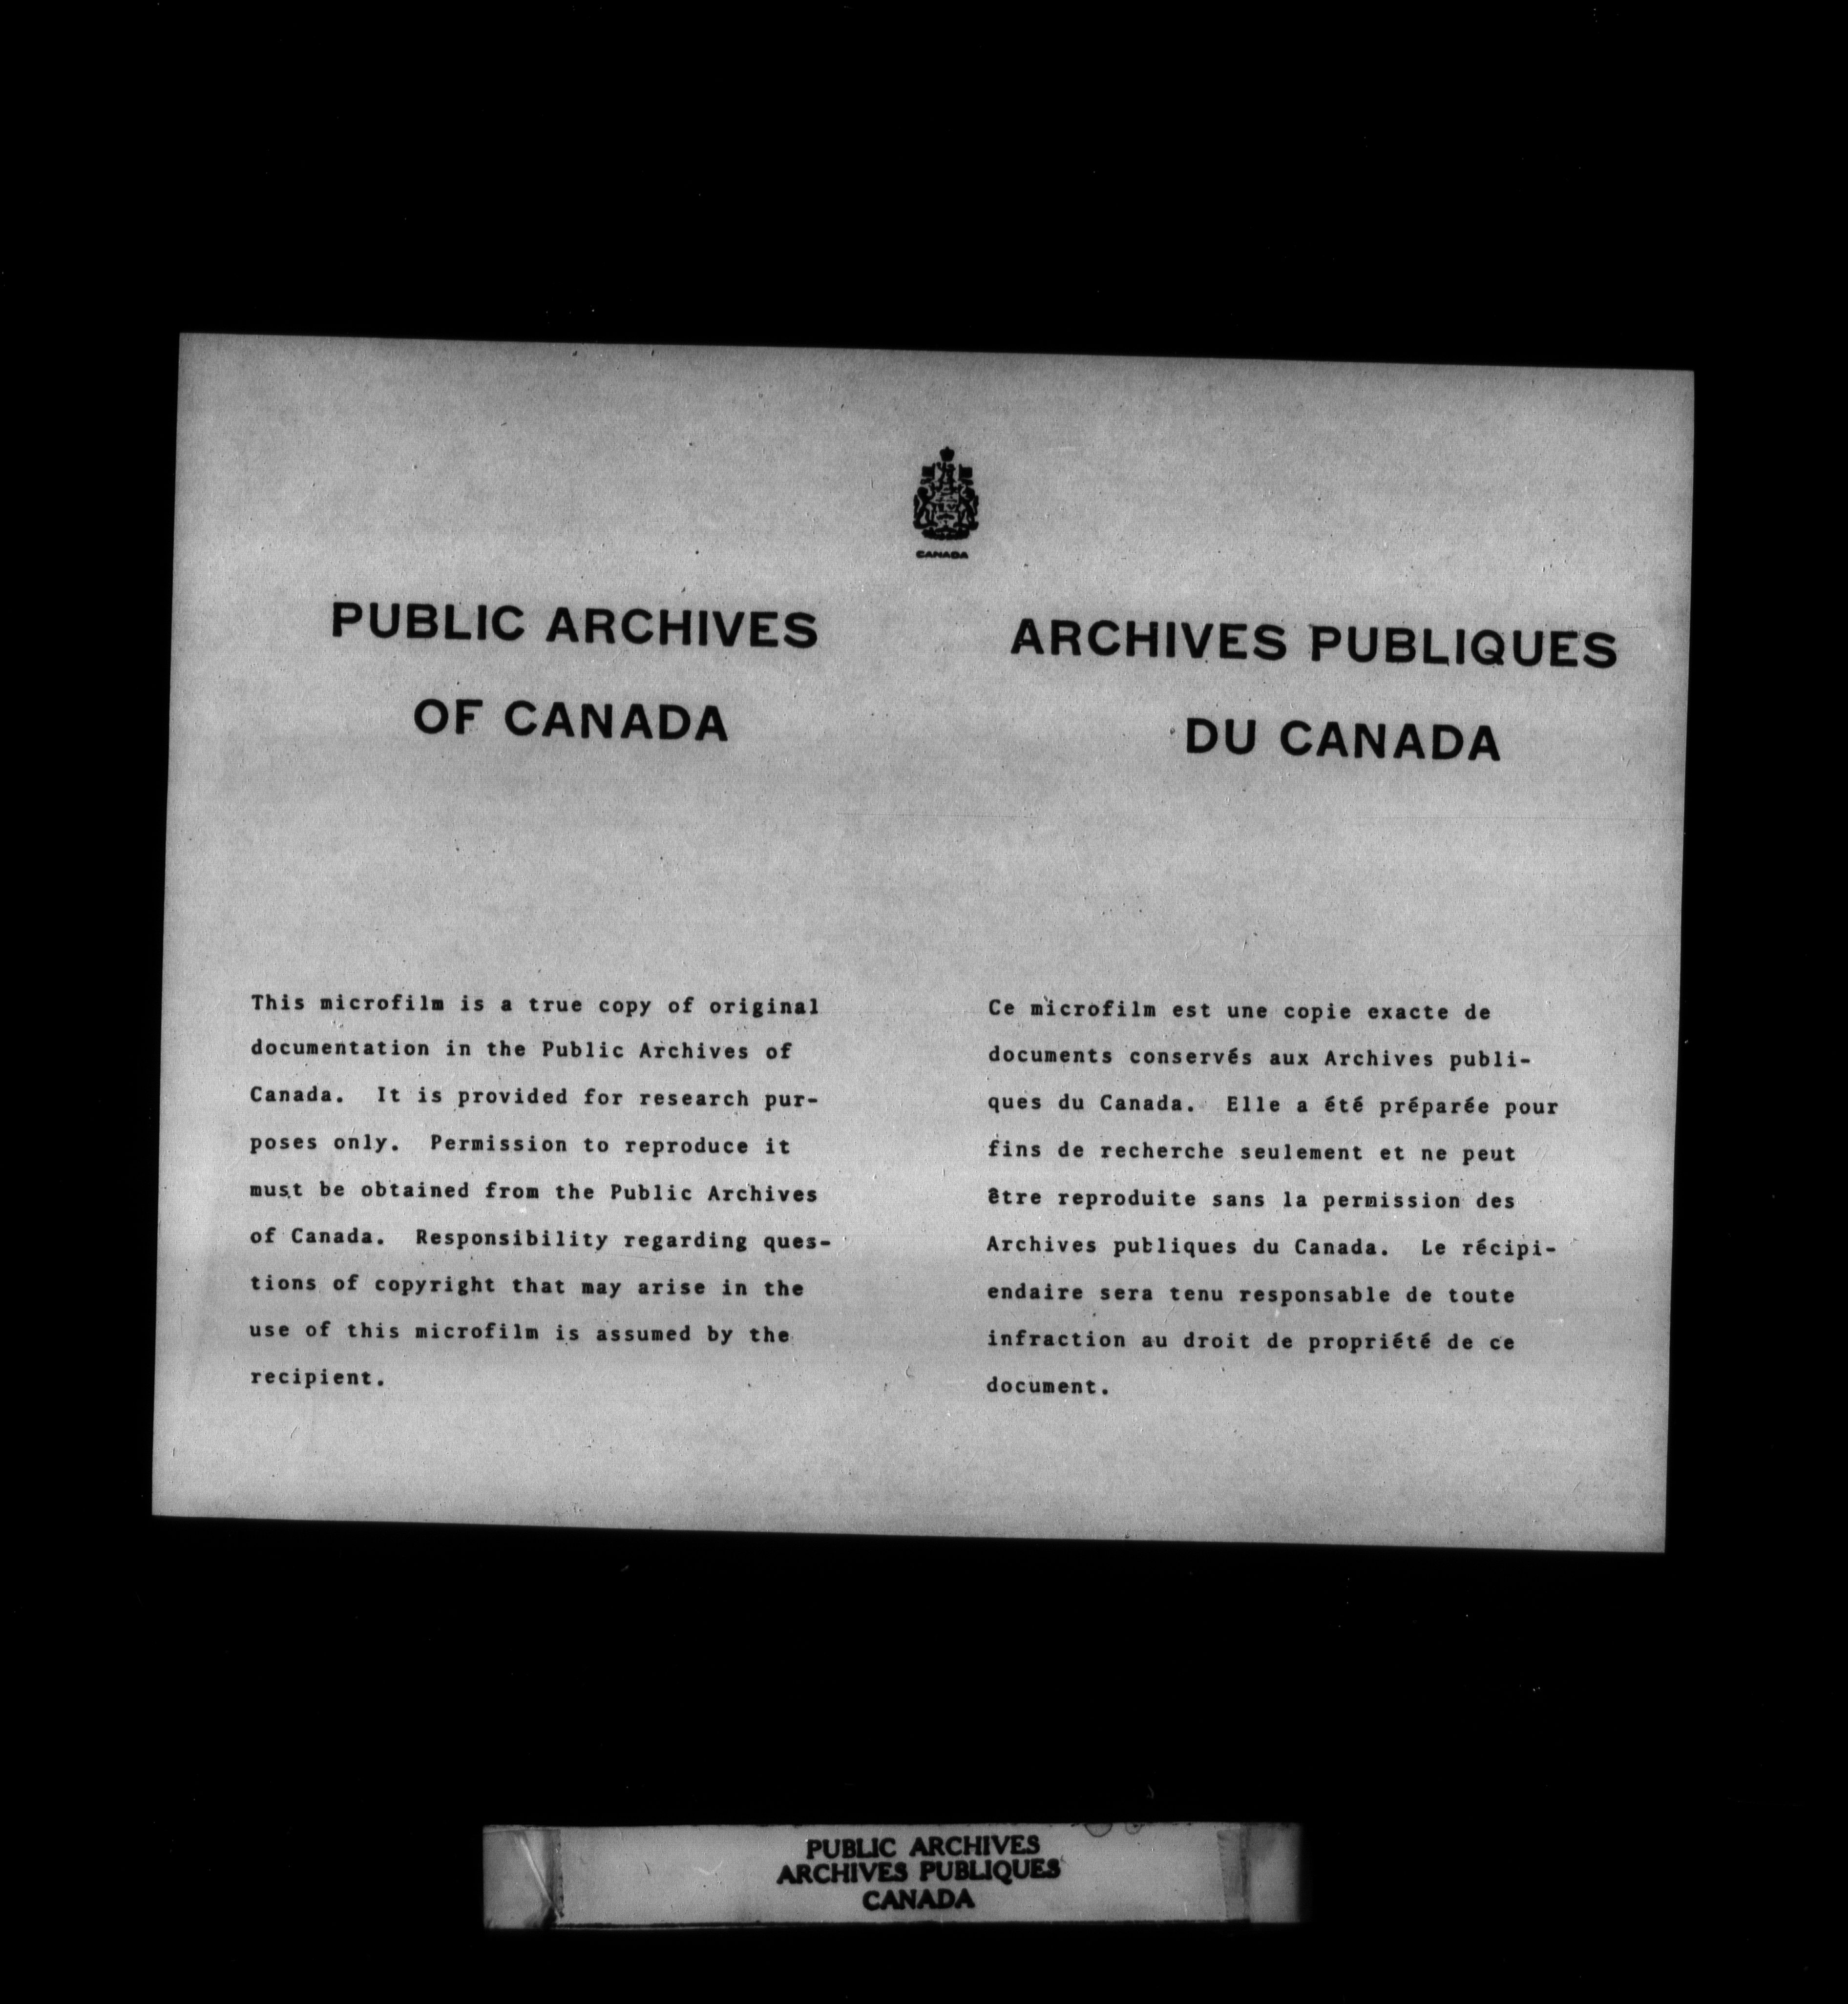 CANADA
PUBLIC ARCHIVES
OF CANADA
This microfilm is a true copy of original
documentation in the Public Archives of
Canada. It is provided for research pur-
poses only. Permission to reproduce it
must be obtained from the Public Archives
of Canada. Responsibility regarding ques-
tions of copyright that may arise in the
use of this microfilm is assumed by the
recipient.
ARCHIVES PUBLIQUES
DU CANADA
Ce microfilm est une copie exacte de
documents conservés aux Archives publi-
ques du Canada. Elle a été préparée pour
fins de recherche seulement et ne peut
être reproduite sans la permission des
Archives publiques du Canada. Le récipi-
endaire sera tenu responsable de toute
infraction au droit de propriété de ce
document.
PUBLIC ARCHIVES
ARCHIVES PUBLIQUES
CANADA